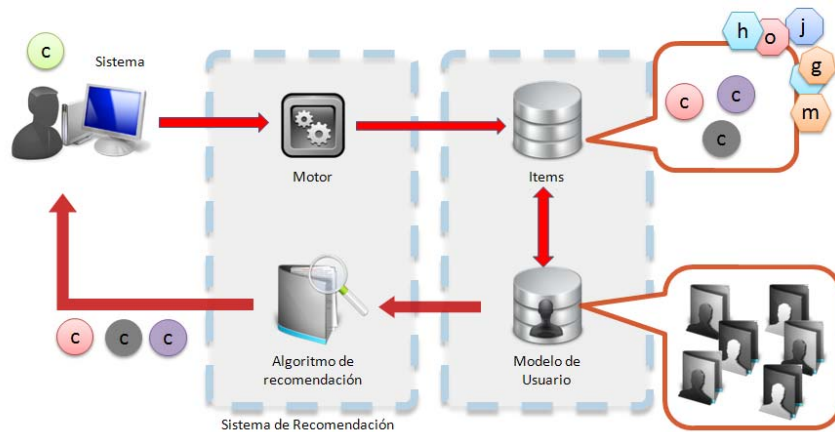 c
Sistema
Motor
Items
h
o
j
g
m
c
c
c
c
c
c
Algoritmo de
recomendación
Modelo de
Usuario
Sistema de Recomendación